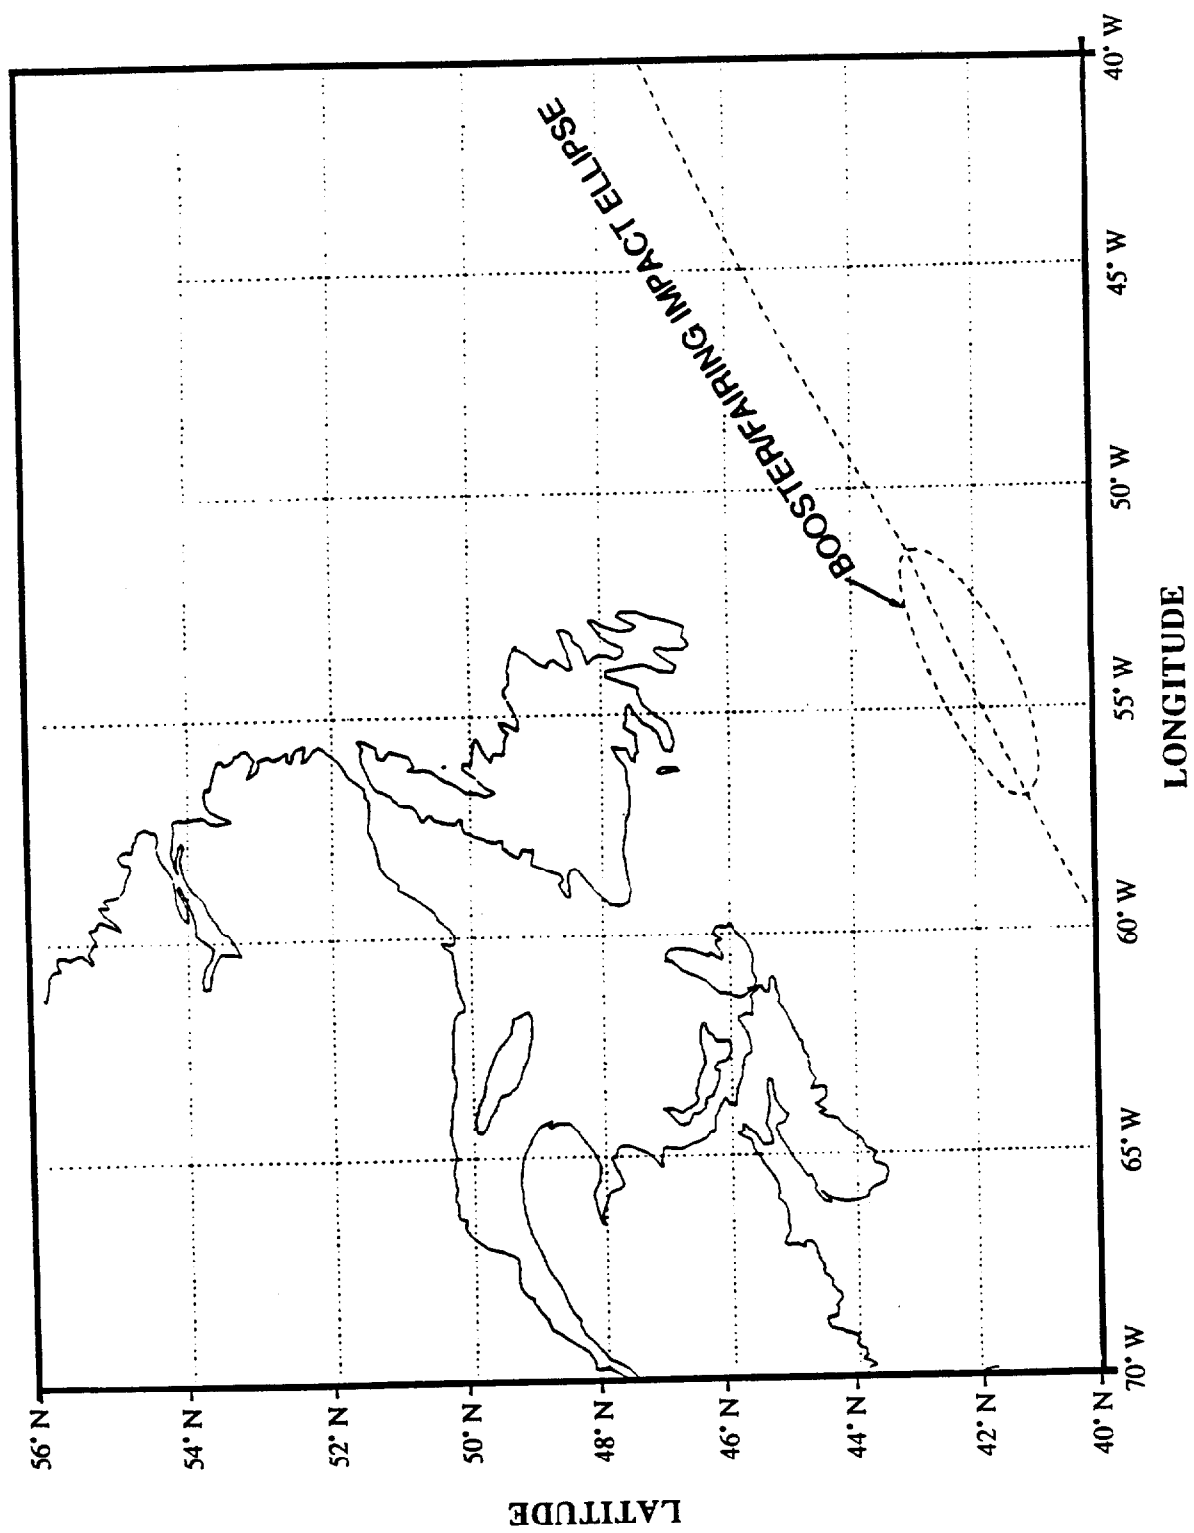 LATITUDE
56° N
54° N
52° N
50° N
48° N
46° N
44° N
42° N
40° N
BOOSTER/FAIRING IMPACT ELLIPSE
70° W
65° W
60° W
55° W
50° W
45° W
40° W
LONGITUDE